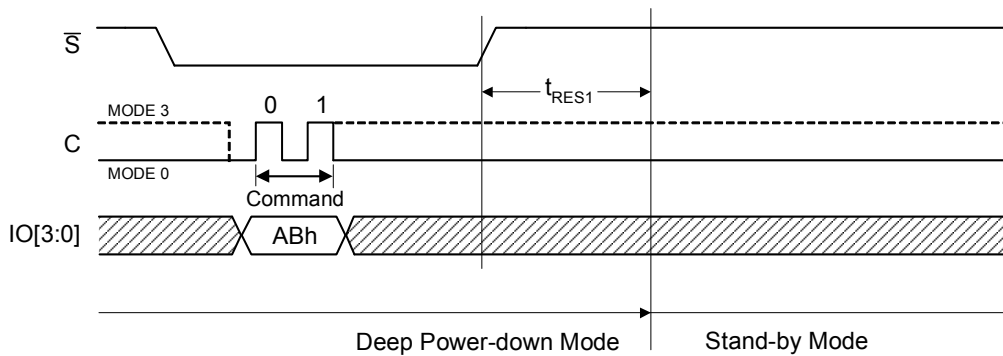 S̅
tRES1
MODE 3
0 1
C
MODE 0
Command
IO[3:0]
ABh
Deep Power-down Mode
Stand-by Mode